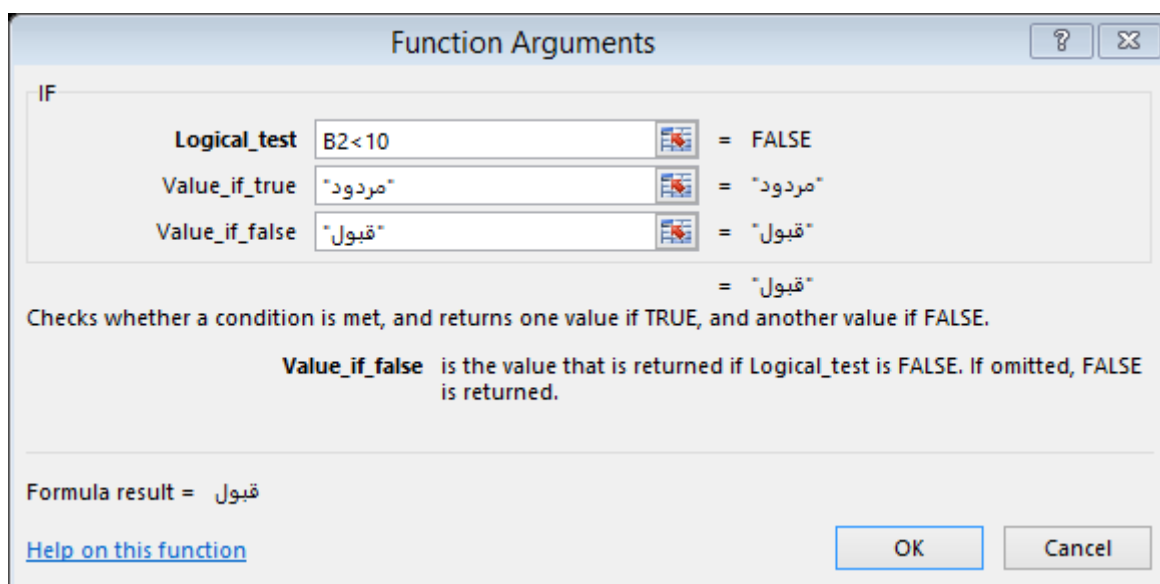 Function Arguments
IF
Logical_test B2<10 = FALSE
Value_if_true "مردود" = "مردود"
Value_if_false "قبول" = "قبول"
= "قبول"
Checks whether a condition is met, and returns one value if TRUE, and another value if FALSE.
Value_if_false is the value that is returned if Logical_test is FALSE. If omitted, FALSE
is returned.
Formula result = قبول
Help on this function OK Cancel